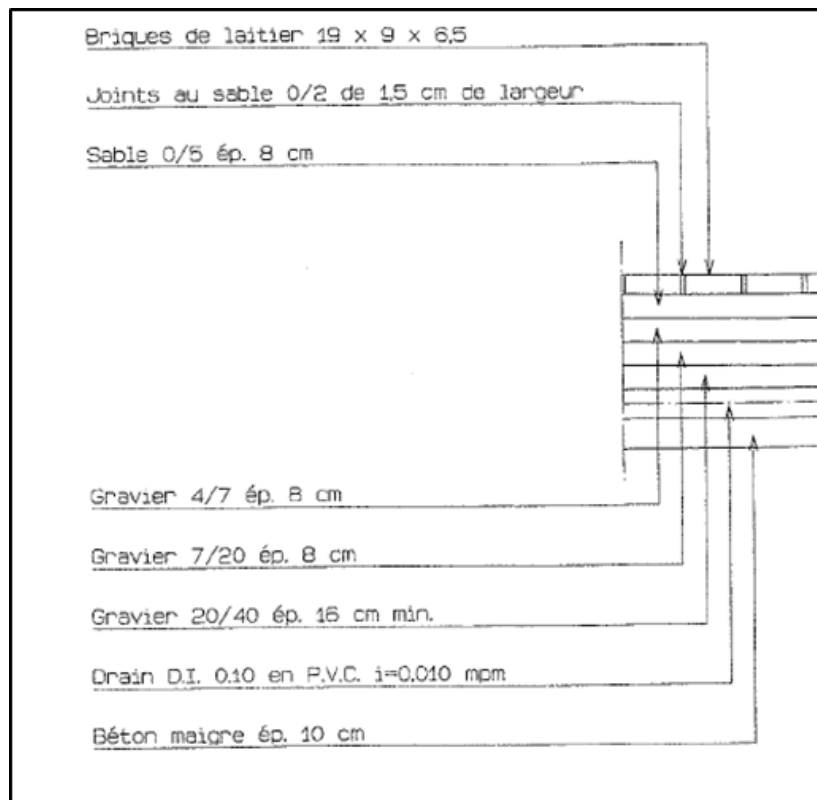 Briques de laitier 19 x 9 x 6,5
Joints au sable 0/2 de 1,5 cm de largeur
Sable 0/5 ép. 8 cm
Gravier 4/7 ép. 8 cm
Gravier 7/20 ép. 8 cm
Gravier 20/40 ép. 16 cm min.
Drain D.I. 0.10 en P.V.C. i=0.010 mpm
Béton maigre ép. 10 cm